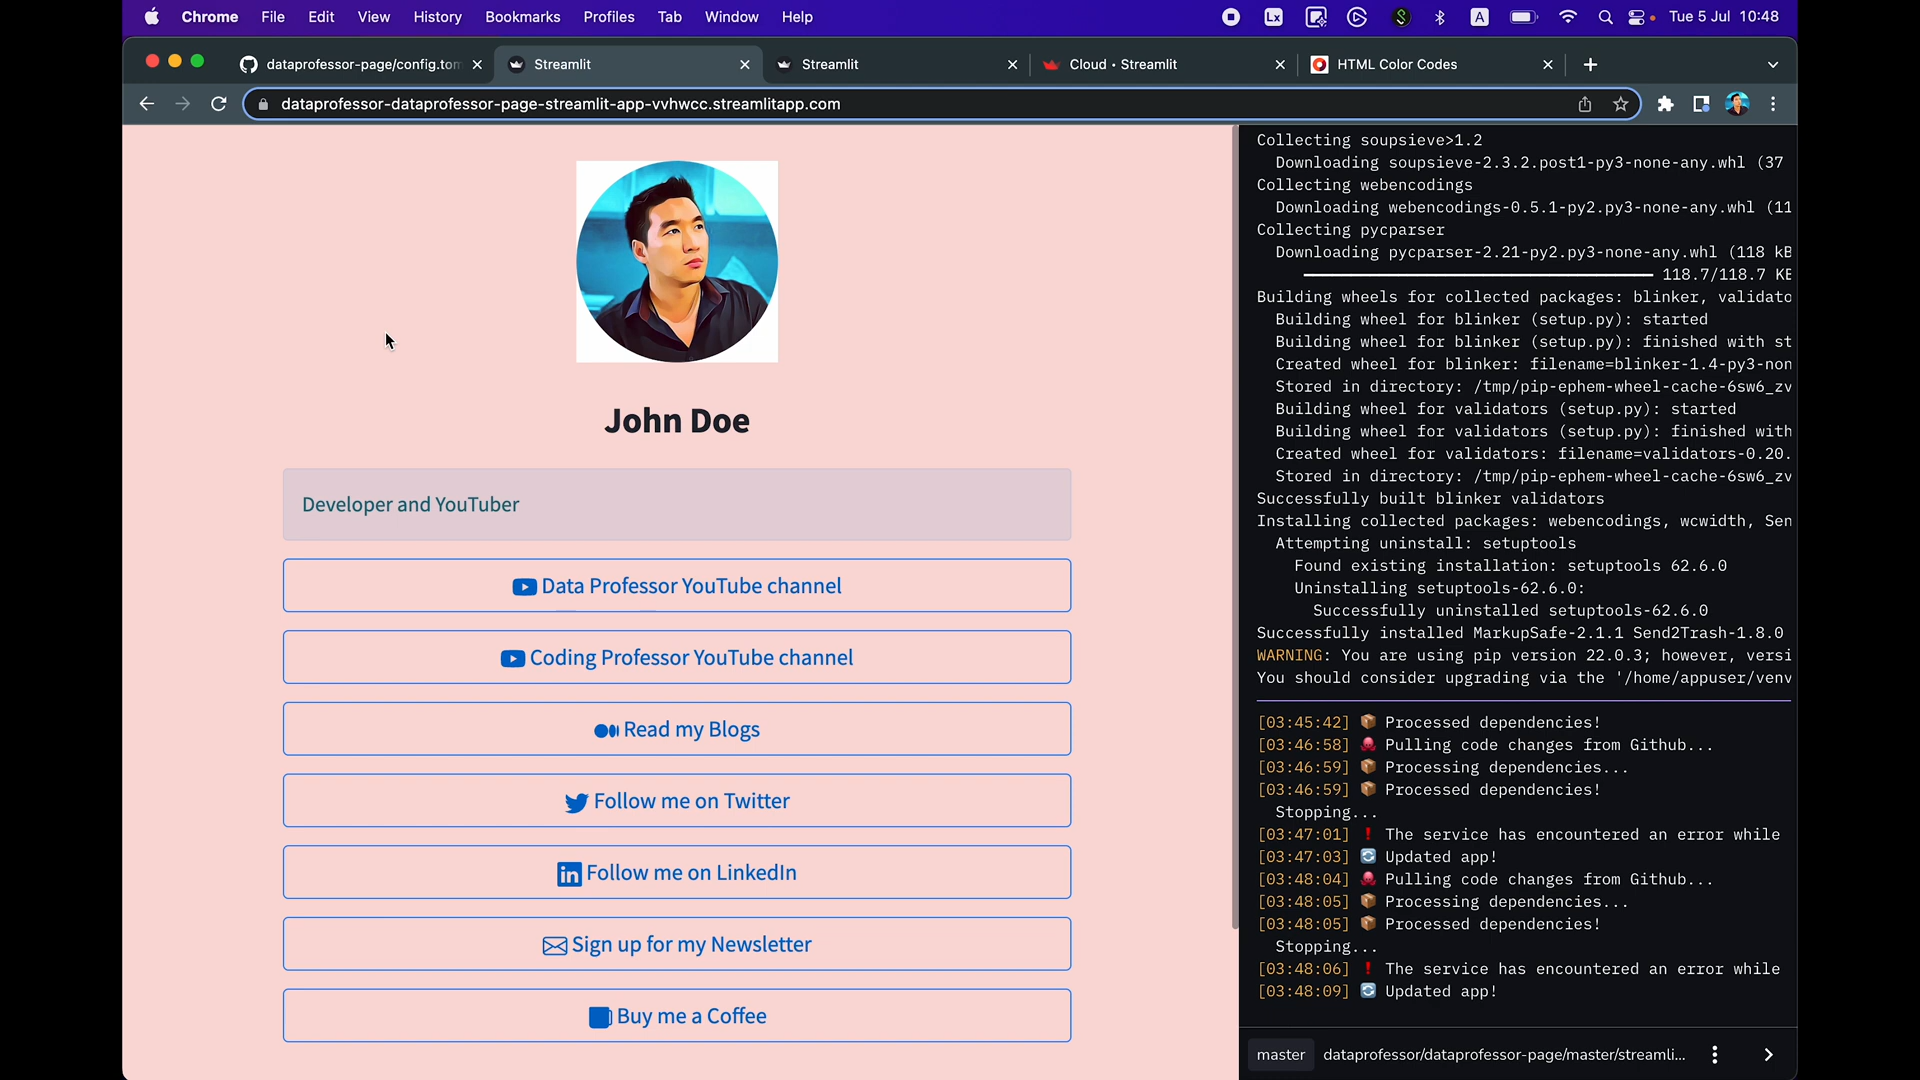 Chrome File Edit View History Bookmarks Profiles Tab Window Help
Lx A Tue 5 Jul 10:48
dataprofessor-page/config.tom
Streamlit
Streamlit
Cloud • Streamlit
HTML Color Codes
dataprofessor-dataprofessor-page-streamlit-app-vvhwcc.streamlitapp.com
John Doe
Developer and YouTuber
Data Professor YouTube channel
Coding Professor YouTube channel
Read my Blogs
Follow me on Twitter
Follow me on LinkedIn
Sign up for my Newsletter
Buy me a Coffee
Collecting soupsieve>1.2
Downloading soupsieve-2.3.2.post1-py3-none-any.whl (37
Collecting webencodings
Downloading webencodings-0.5.1-py2.py3-none-any.whl (11
Collecting pycparser
Downloading pycparser-2.21-py2.py3-none-any.whl (118 kB
118.7/118.7 KB
Building wheels for collected packages: blinker, validato
Building wheel for blinker (setup.py): started
Building wheel for blinker (setup.py): finished with st
Created wheel for blinker: filename=blinker-1.4-py3-non
Stored in directory: /tmp/pip-ephem-wheel-cache-6sw6_zv
Building wheel for validators (setup.py): started
Building wheel for validators (setup.py): finished with
Created wheel for validators: filename=validators-0.20.
Stored in directory: /tmp/pip-ephem-wheel-cache-6sw6_zv
Successfully built blinker validators
Installing collected packages: webencodings, wcwidth, Sen
Attempting uninstall: setuptools
Found existing installation: setuptools 62.6.0
Uninstalling setuptools-62.6.0:
Successfully uninstalled setuptools-62.6.0
Successfully installed MarkupSafe-2.1.1 Send2Trash-1.8.0
WARNING: You are using pip version 22.0.3; however, versi
You should consider upgrading via the '/home/appuser/venv
[03:45:42] 📦 Processed dependencies!
[03:46:58] 🐙 Pulling code changes from Github...
[03:46:59] 📦 Processing dependencies...
[03:46:59] 📦 Processed dependencies!
Stopping...
[03:47:01] ❗ The service has encountered an error while
[03:47:03] 🔄 Updated app!
[03:48:04] 🐙 Pulling code changes from Github...
[03:48:05] 📦 Processing dependencies...
[03:48:05] 📦 Processed dependencies!
Stopping...
[03:48:06] ❗ The service has encountered an error while
[03:48:09] 🔄 Updated app!
master dataprofessor/dataprofessor-page/master/streamli...